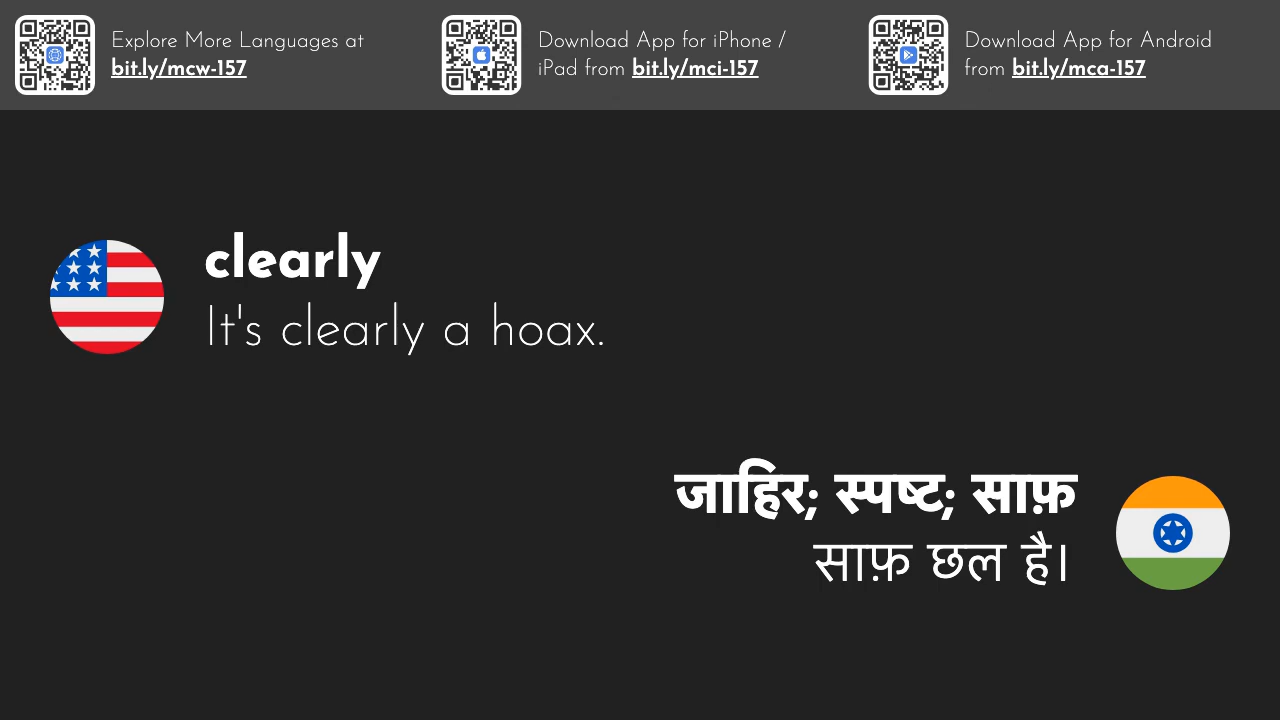 Explore More Languages at
bit.ly/mcw-157
Download App for iPhone /
iPad from bit.ly/mci-157
Download App for Android
from bit.ly/mca-157
clearly
It's clearly a hoax.
जाहिर; स्पष्ट; साफ़
साफ़ छल है।